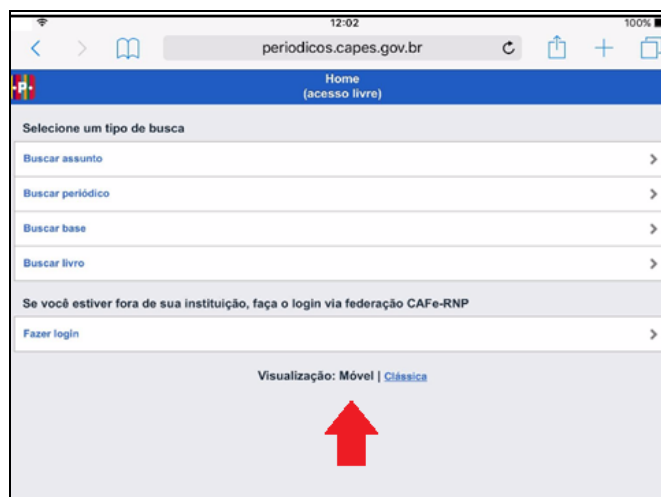 12:02
100%
periodicos.capes.gov.br
·P·
Home
(acesso livre)
Selecione um tipo de busca
Buscar assunto
Buscar periódico
Buscar base
Buscar livro
Se você estiver fora de sua instituição, faça o login via federação CAFe-RNP
Fazer login
Visualização: Móvel | Clássica